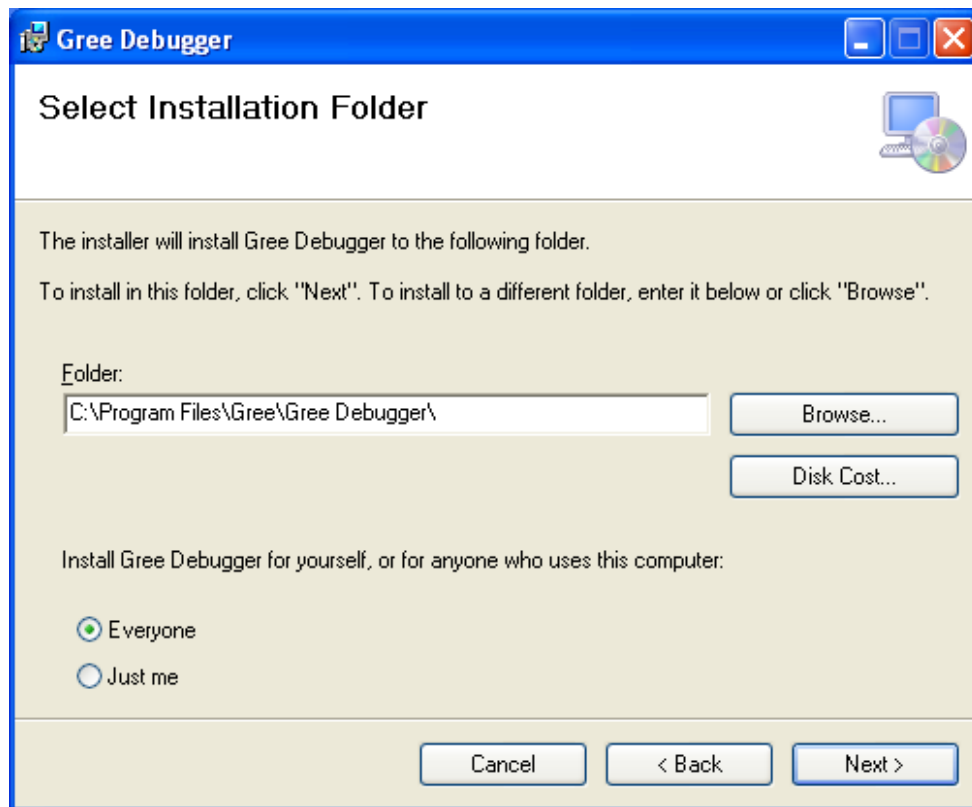 Gree Debugger
Select Installation Folder
The installer will install Gree Debugger to the following folder.
To install in this folder, click "Next". To install to a different folder, enter it below or click "Browse".
Folder:
C:\Program Files\Gree\Gree Debugger\
Browse...
Disk Cost...
Install Gree Debugger for yourself, or for anyone who uses this computer:
Everyone
Just me
Cancel
< Back
Next >